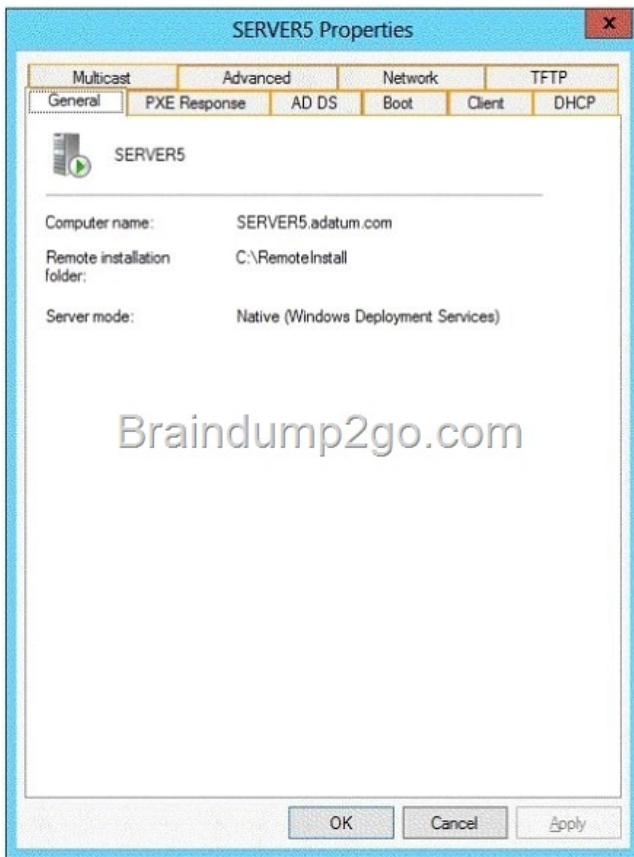 SERVER5 Properties
x
Multicast Advanced Network TFTP
General PXE Response AD DS Boot Client DHCP
SERVER5
Computer name: SERVER5.adatum.com
Remote installation folder: C:\RemoteInstall
Server mode: Native (Windows Deployment Services)
Braindump2go.com
OK Cancel Apply